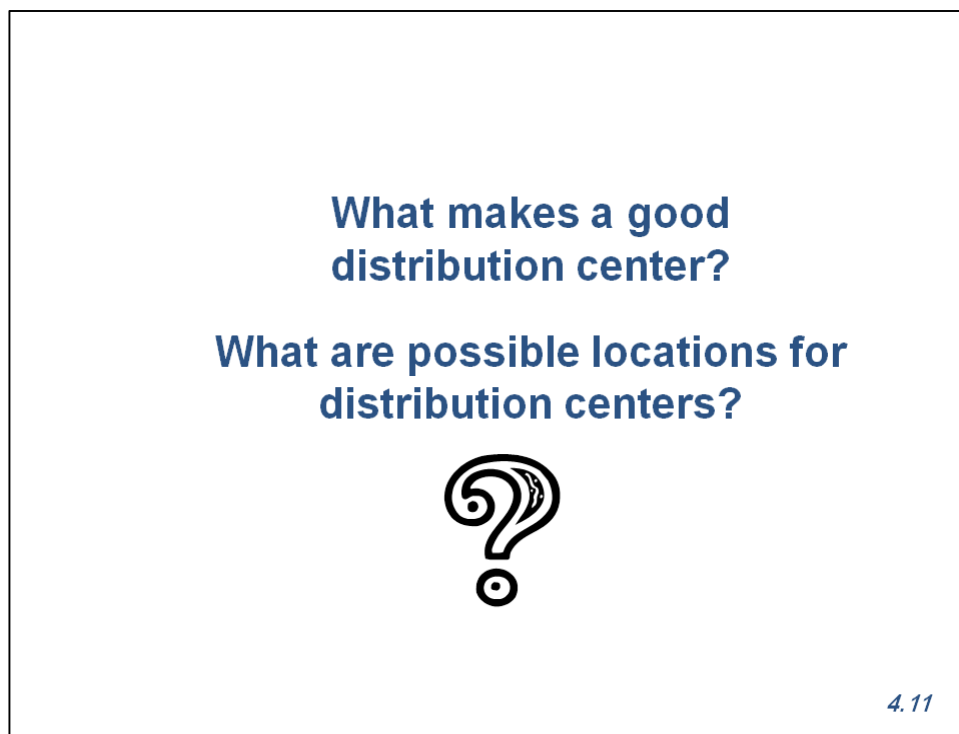 What makes a good
distribution center?
What are possible locations for
distribution centers?
4.11